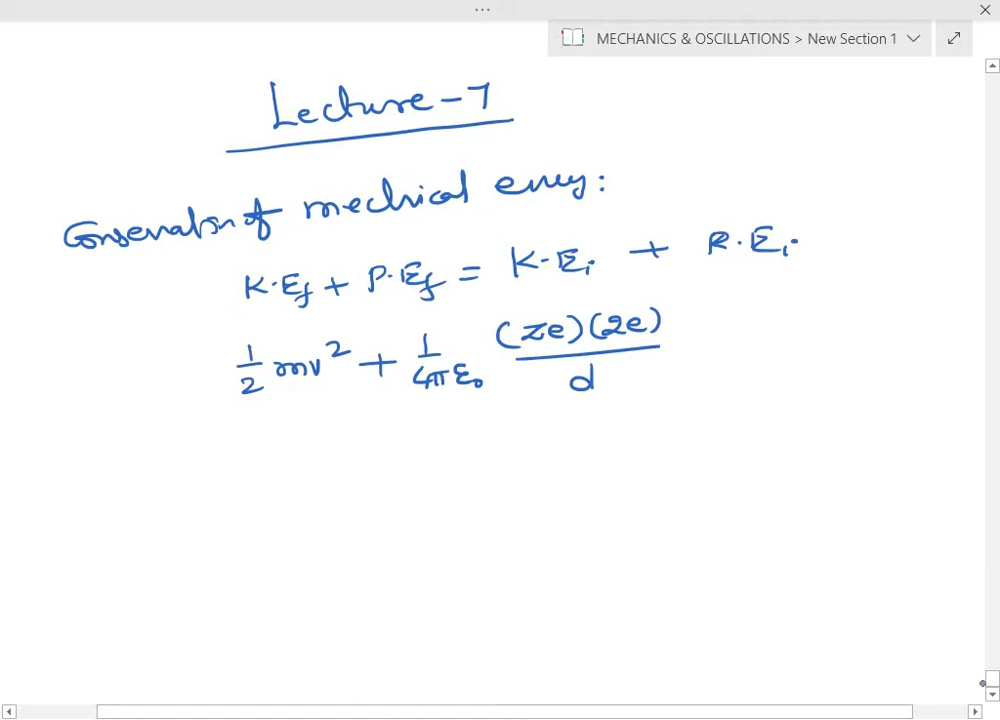 MECHANICS & OSCILLATIONS > New Section 1
Lecture-7
Conservation of mechrical energy:
K.Ef + P.Ef = K.Ei + P.Ei
1/2 mv² + 1/4πε₀ (ze)(2e)/d